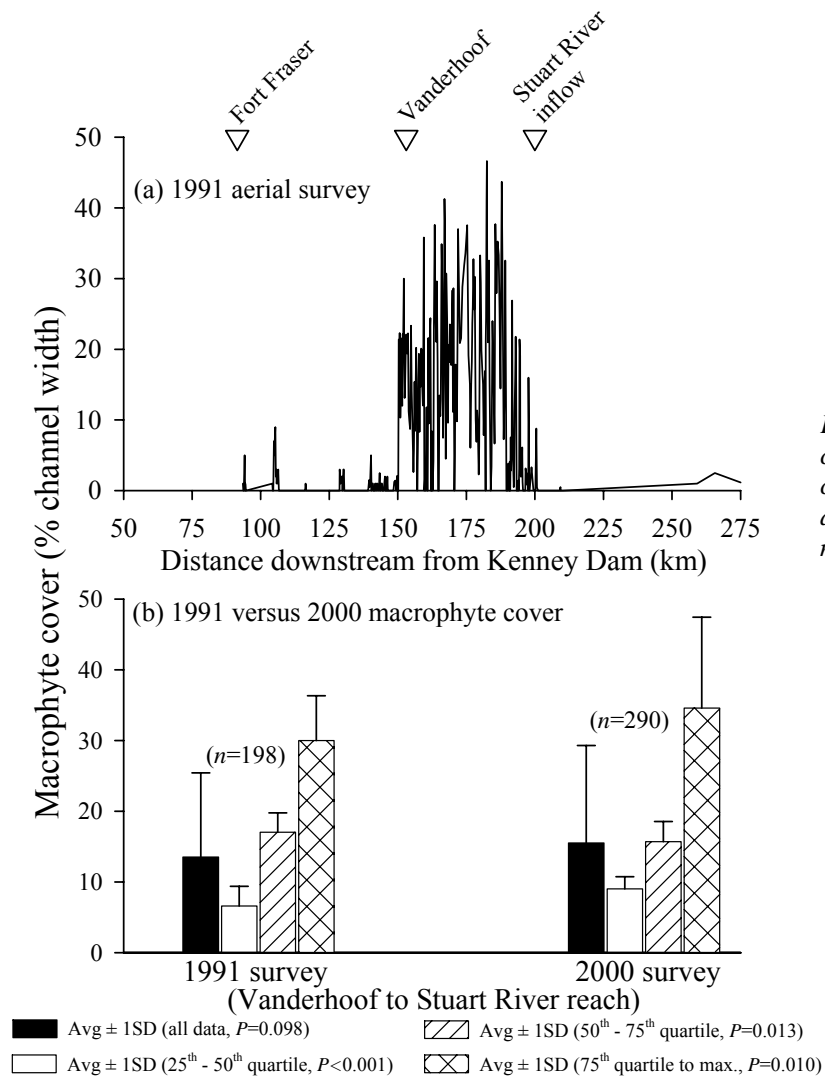 Fort Fraser
Vanderhoof
Stuart River
inflow
50
(a) 1991 aerial survey
40
30
20
10
0
50 75 100 125 150 175 200 225 250 275
Distance downstream from Kenney Dam (km)
Macrophyte cover (% channel width)
50
(b) 1991 versus 2000 macrophyte cover
40
(n=290)
30
(n=198)
20
10
0
1991 survey 2000 survey
(Vanderhoof to Stuart River reach)
Avg ± 1SD (all data, P=0.098)
Avg ± 1SD (50th - 75th quartile, P=0.013)
Avg ± 1SD (25th - 50th quartile, P<0.001)
Avg ± 1SD (75th quartile to max., P=0.010)